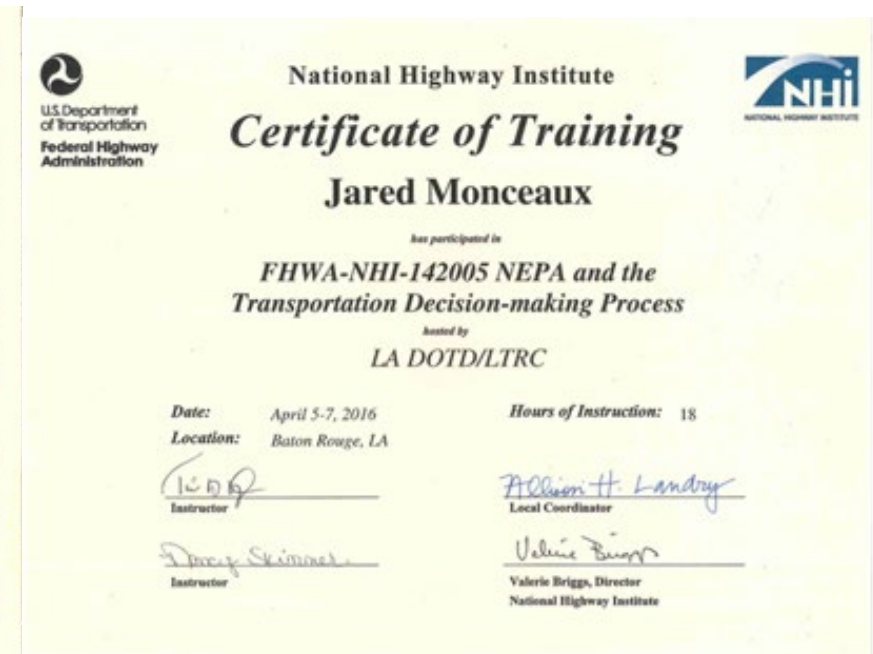 U.S. Department
of Transportation
Federal Highway
Administration
National Highway Institute
NHi
NATIONAL HIGHWAY INSTITUTE
Certificate of Training
Jared Monceaux
has participated in
FHWA-NHI-142005 NEPA and the
Transportation Decision-making Process
hosted by
LA DOTD/LTRC
Date: April 5-7, 2016
Location: Baton Rouge, LA
Hours of Instruction: 18
Instructor
Allison H. Landry
Local Coordinator
Skinner
Instructor
Valerie Briggs
Valerie Briggs, Director
National Highway Institute